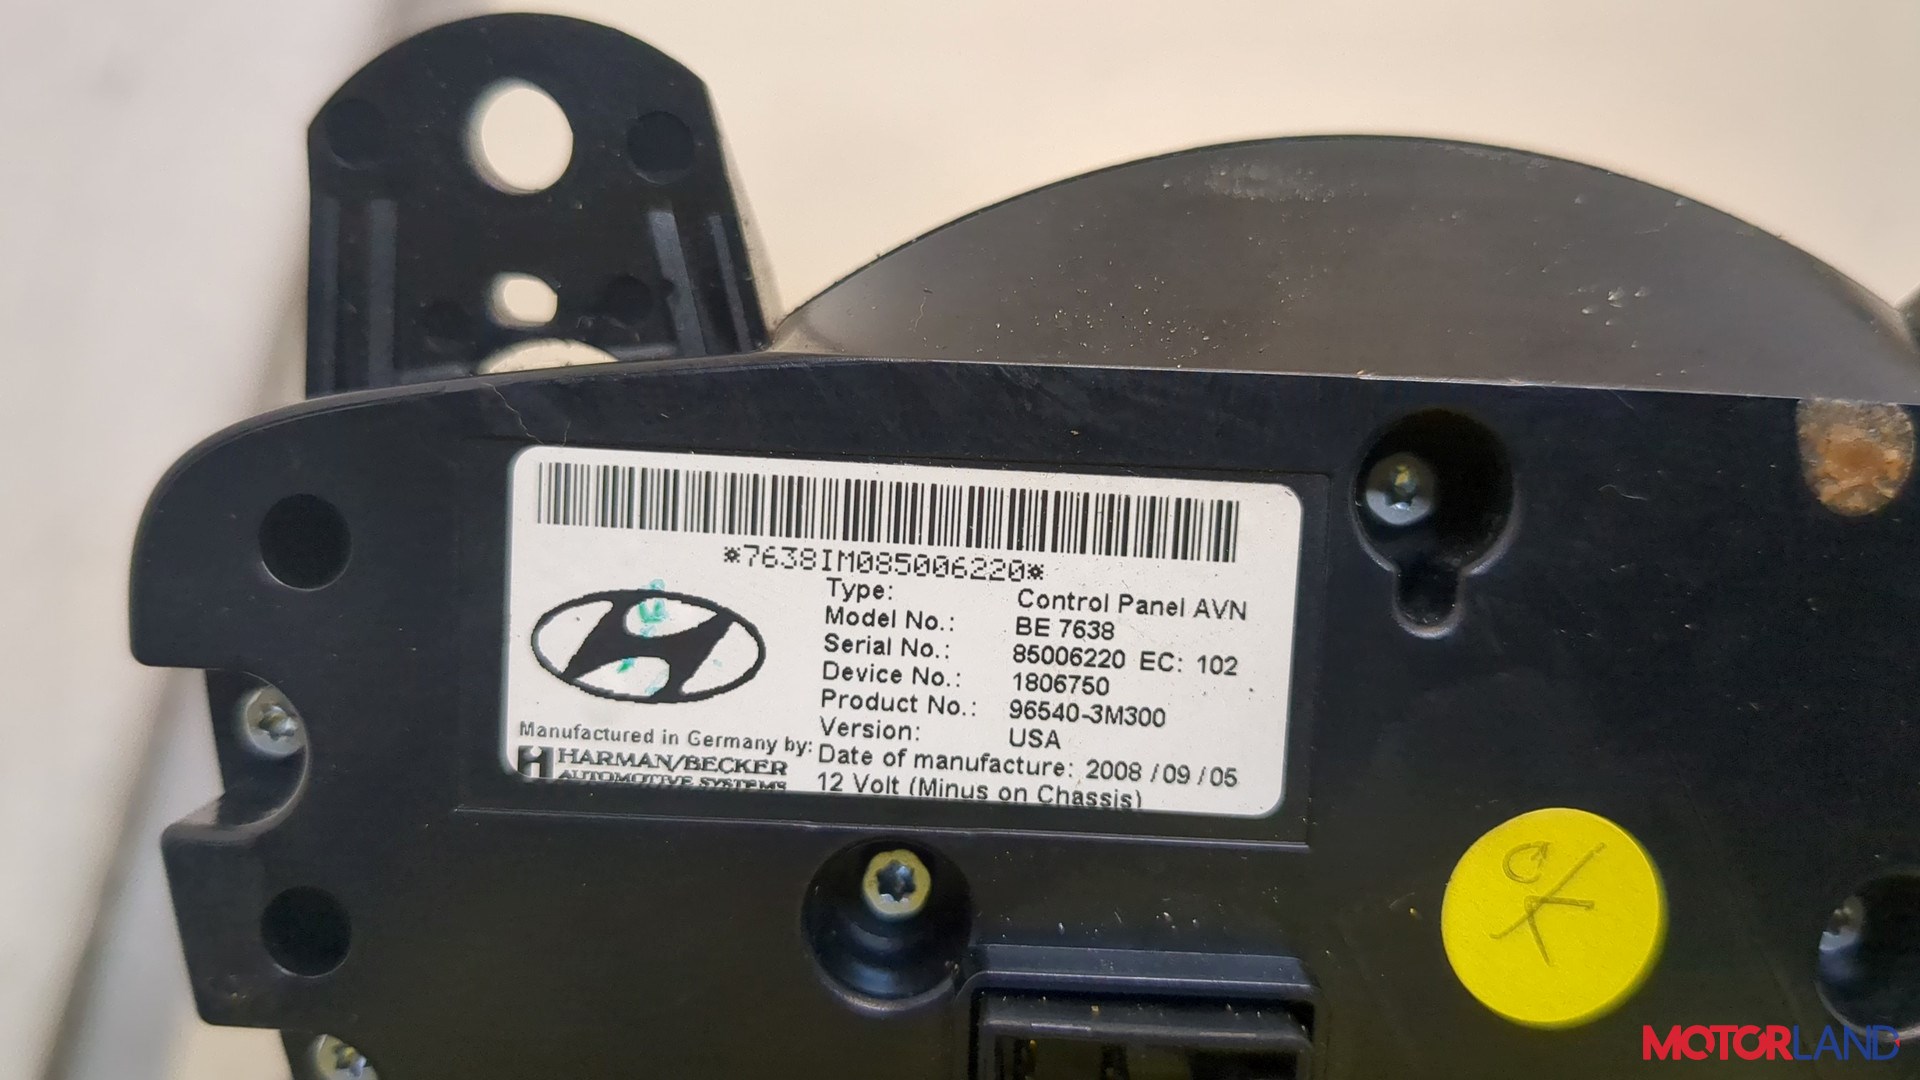 *7638IM085006220*
Type: Control Panel AVN
Model No.: BE 7638
Serial No.: 85006220 EC: 102
Device No.: 1806750
Product No.: 96540-3M300
Version: USA
Manufactured in Germany by: Date of manufacture: 2008/09/05
HARMAN/BECKER
AUTOMOTIVE SYSTEMS 12 Volt (Minus on Chassis)
MOTORLAND